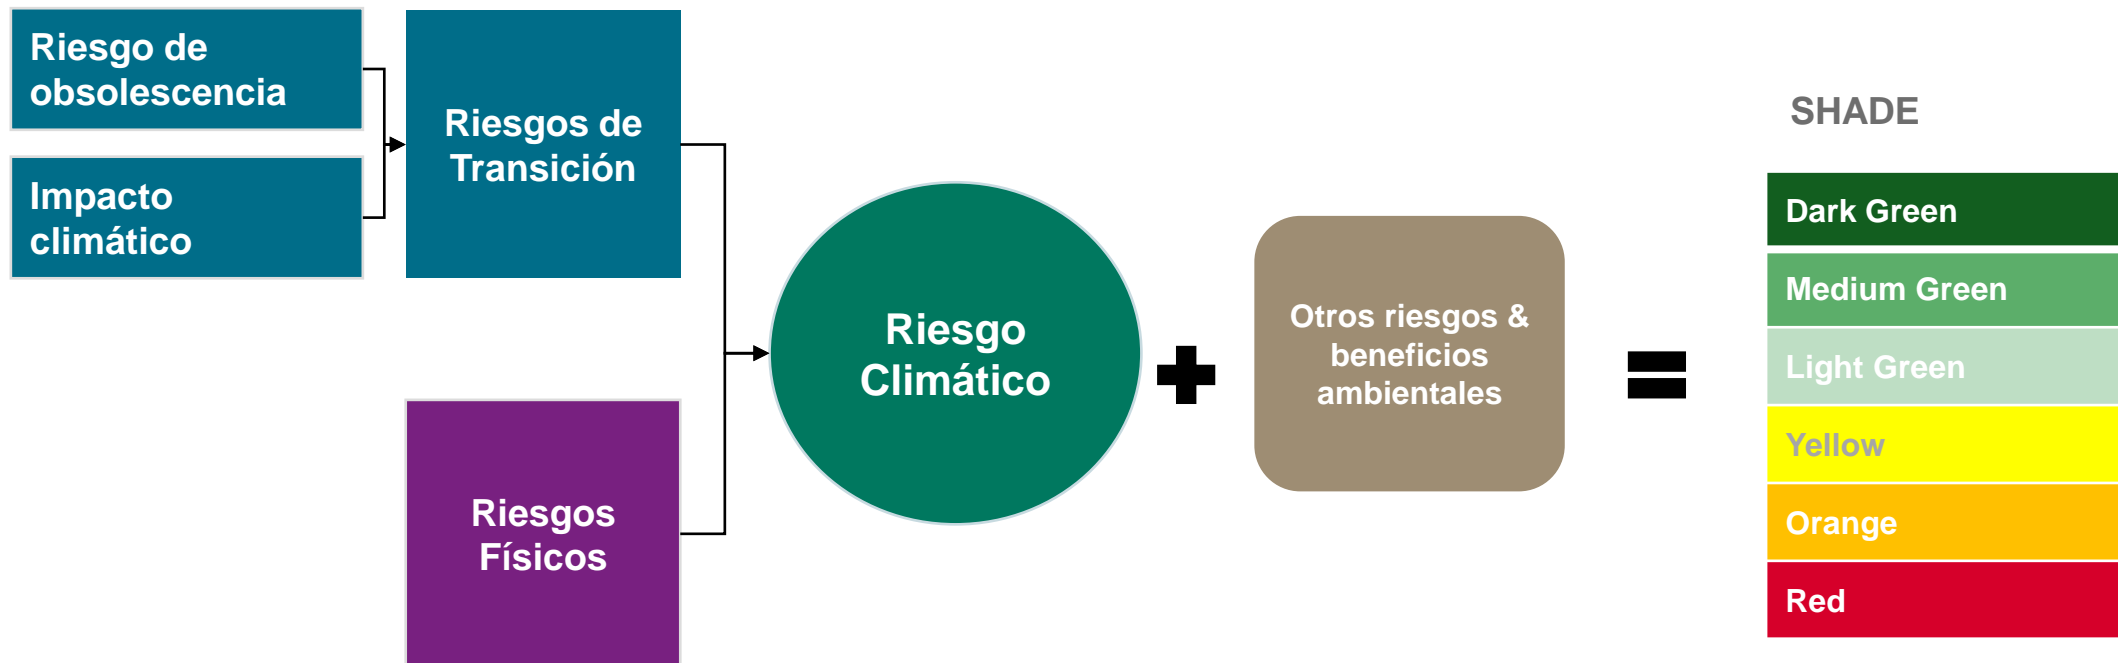 Riesgo de
obsolescencia
Impacto
climático
Riesgos de
Transición
Riesgos
Físicos
Riesgo
Climático
Otros riesgos &
beneficios
ambientales
SHADE
Dark Green
Medium Green
Light Green
Yellow
Orange
Red